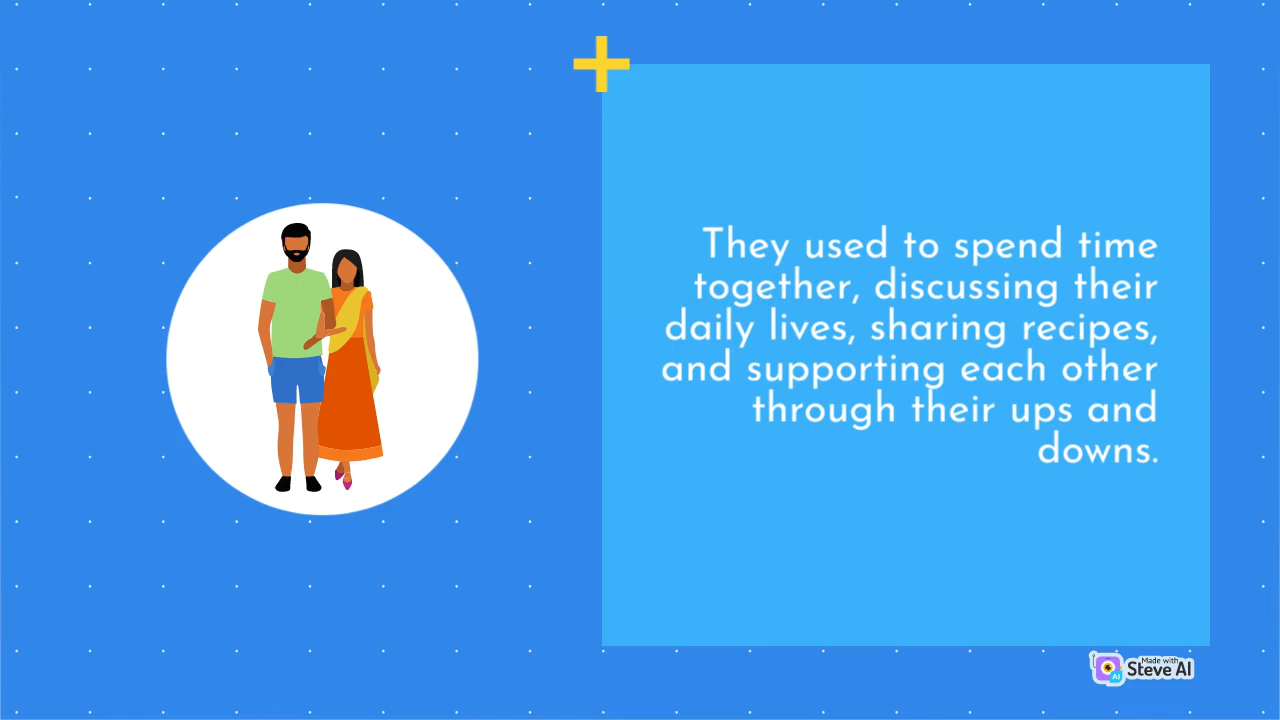 They used to spend time
together, discussing their
daily lives, sharing recipes,
and supporting each other
through their ups and
downs.
Made with
Steve AI
AI